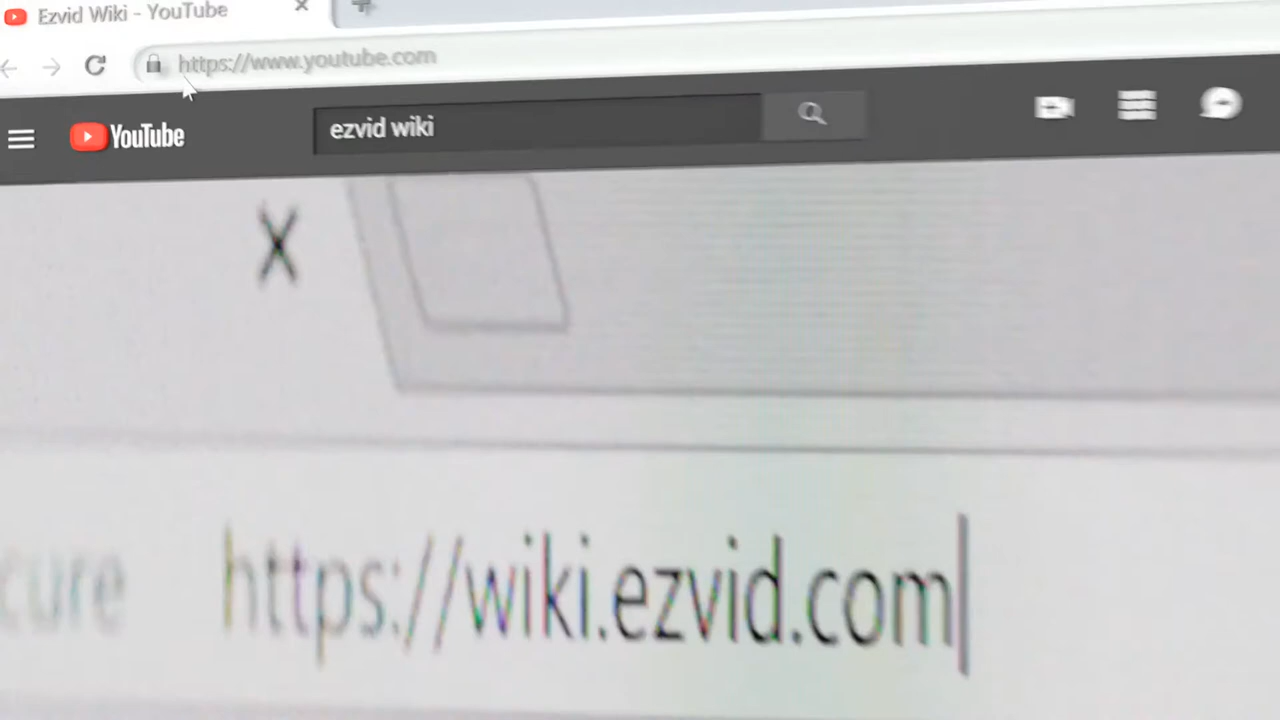 Ezvid Wiki - YouTube
https://www.youtube.com
YouTube
ezvid wiki
x
cure https://wiki.ezvid.com